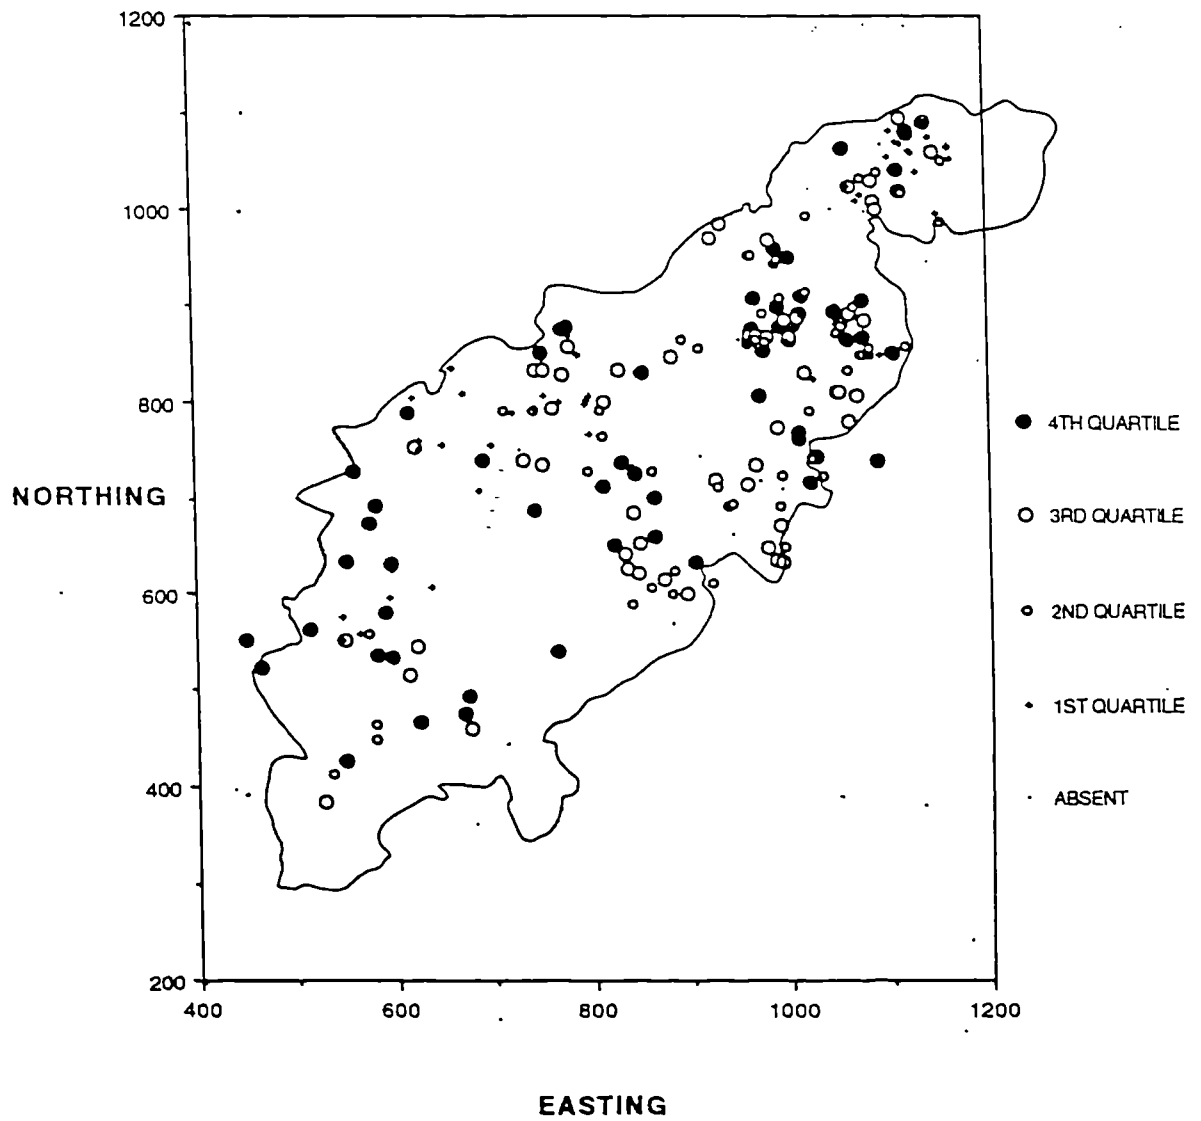 1200
1000
800
600
400
200
NORTHING
4TH QUARTILE
3RD QUARTILE
2ND QUARTILE
1ST QUARTILE
ABSENT
400 600 800 1000 1200
EASTING